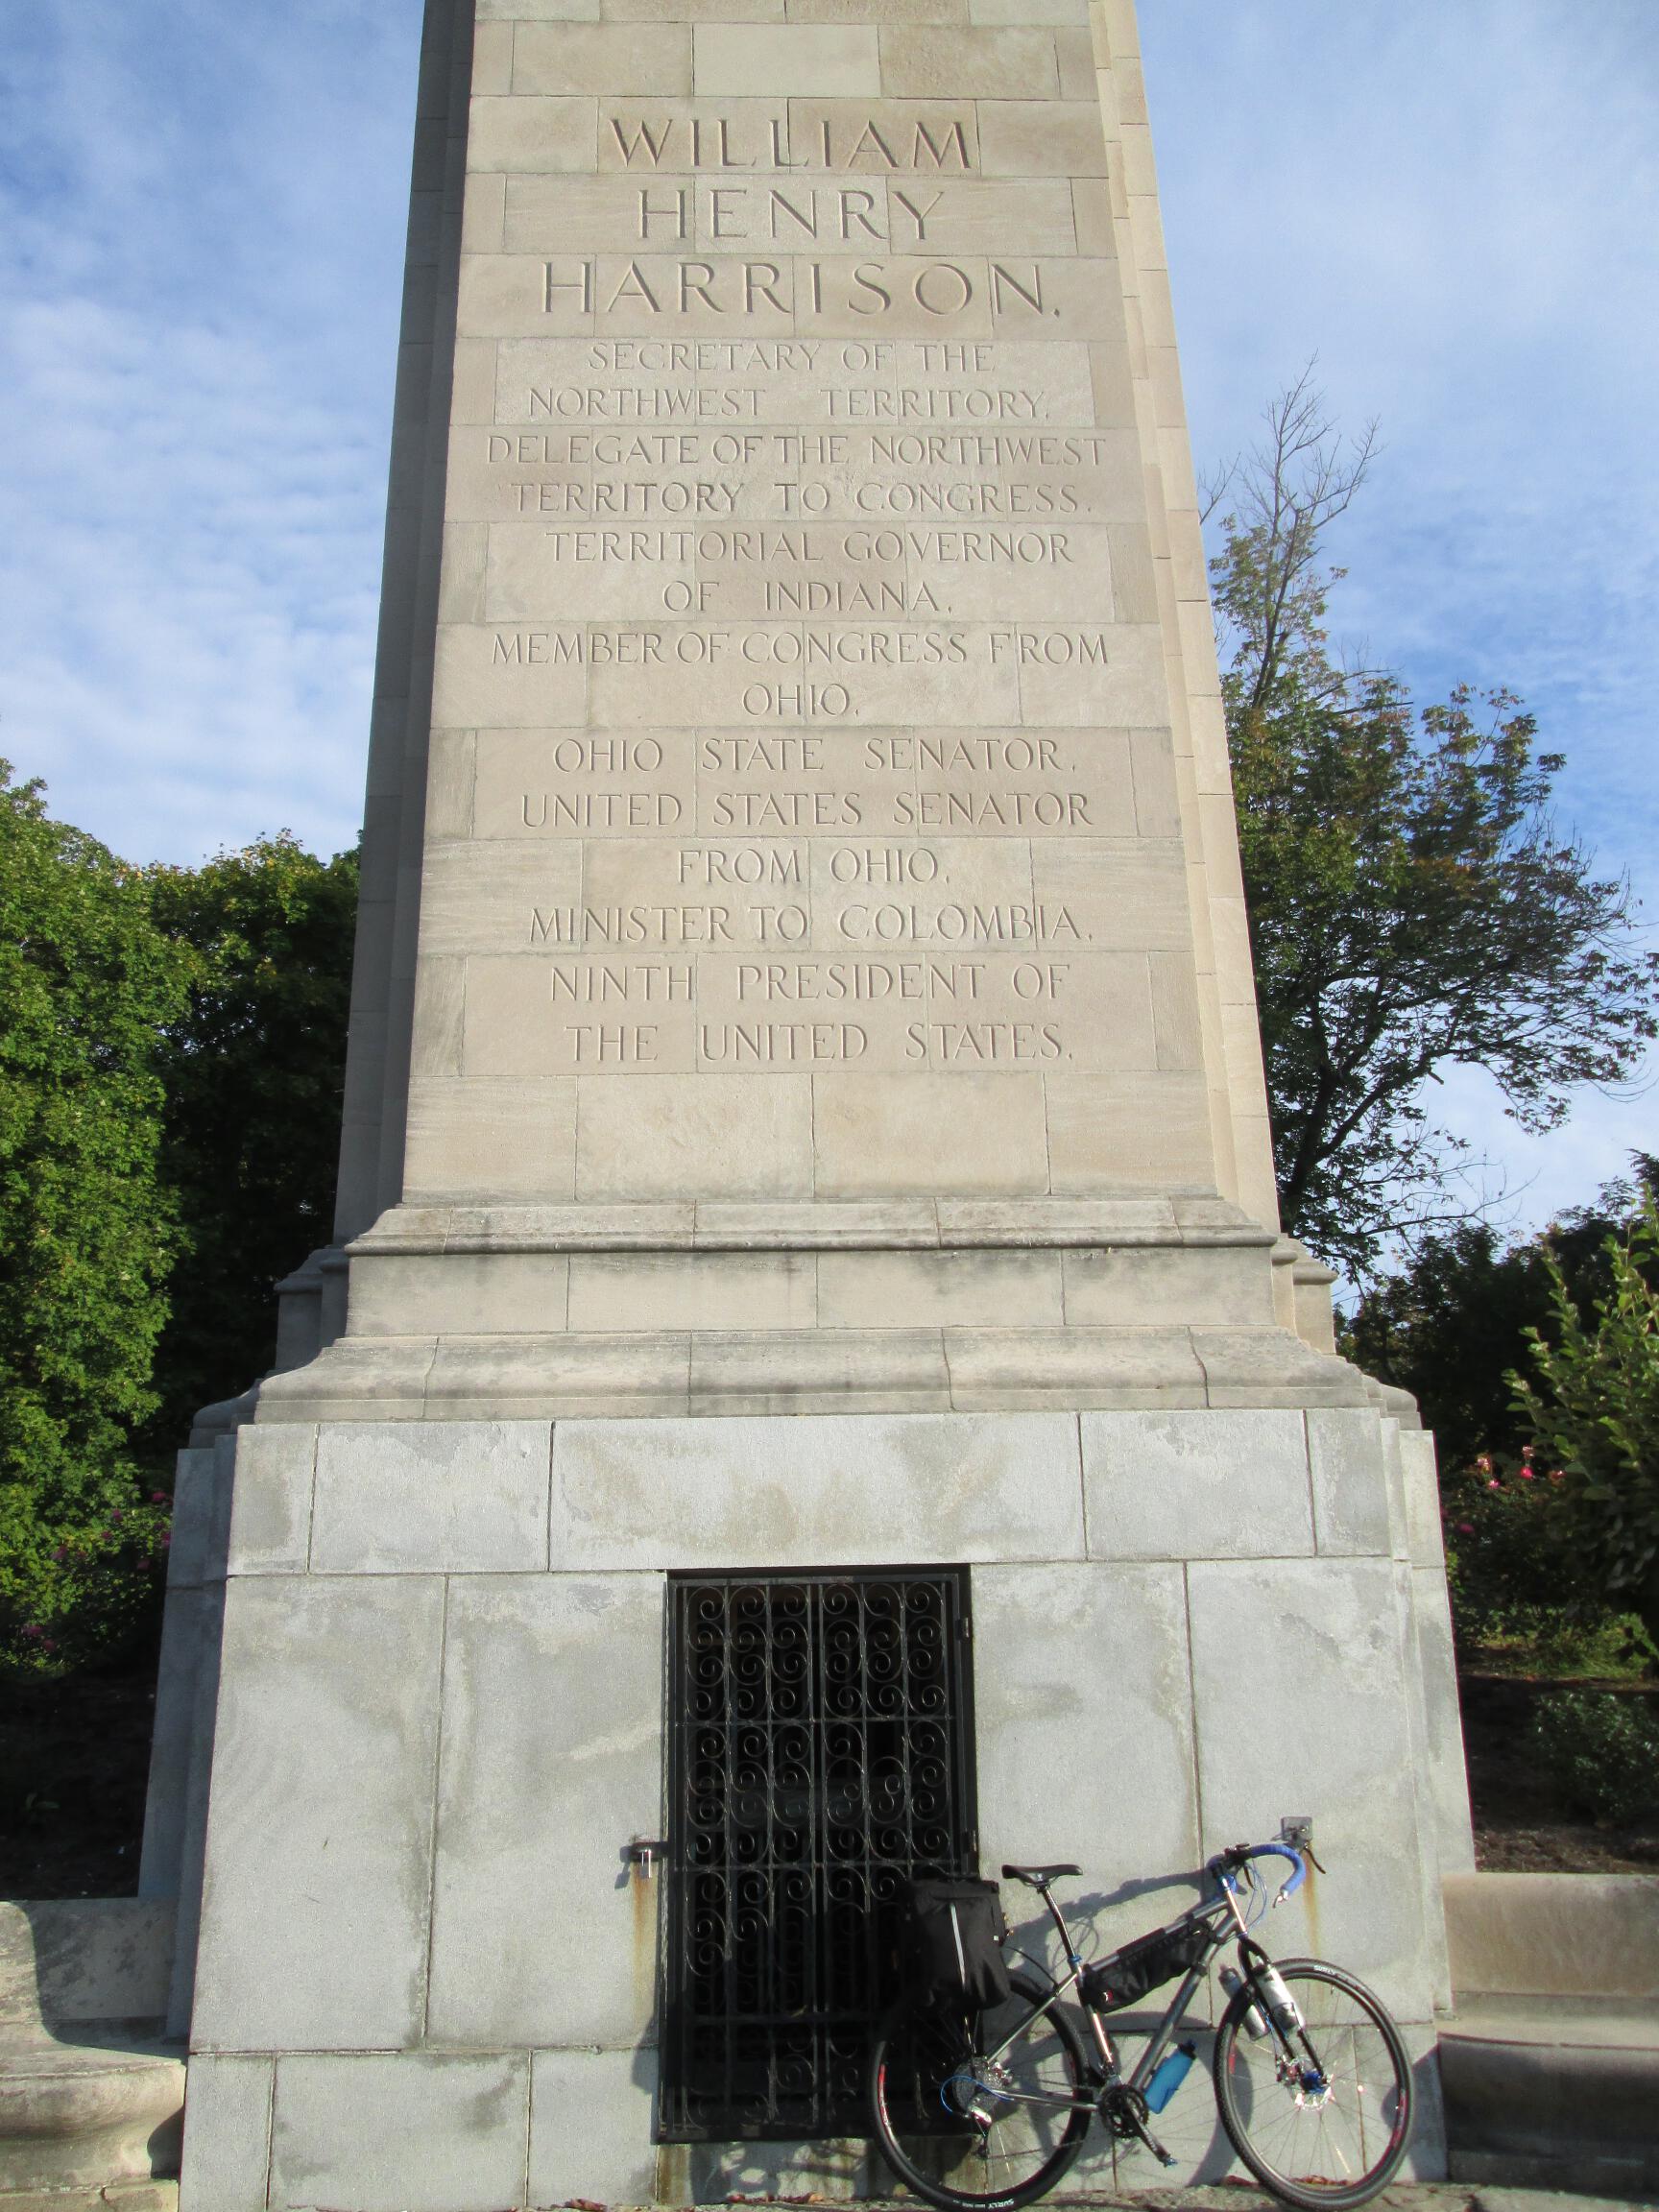 WILLIAM
HENRY
HARRISON.
SECRETARY OF THE
NORTHWEST TERRITORY.
DELEGATE OF THE NORTHWEST
TERRITORY TO CONGRESS.
TERRITORIAL GOVERNOR
OF INDIANA.
MEMBER OF CONGRESS FROM
OHIO.
OHIO STATE SENATOR.
UNITED STATES SENATOR
FROM OHIO.
MINISTER TO COLOMBIA.
NINTH PRESIDENT OF
THE UNITED STATES.
SURLY
SURLY